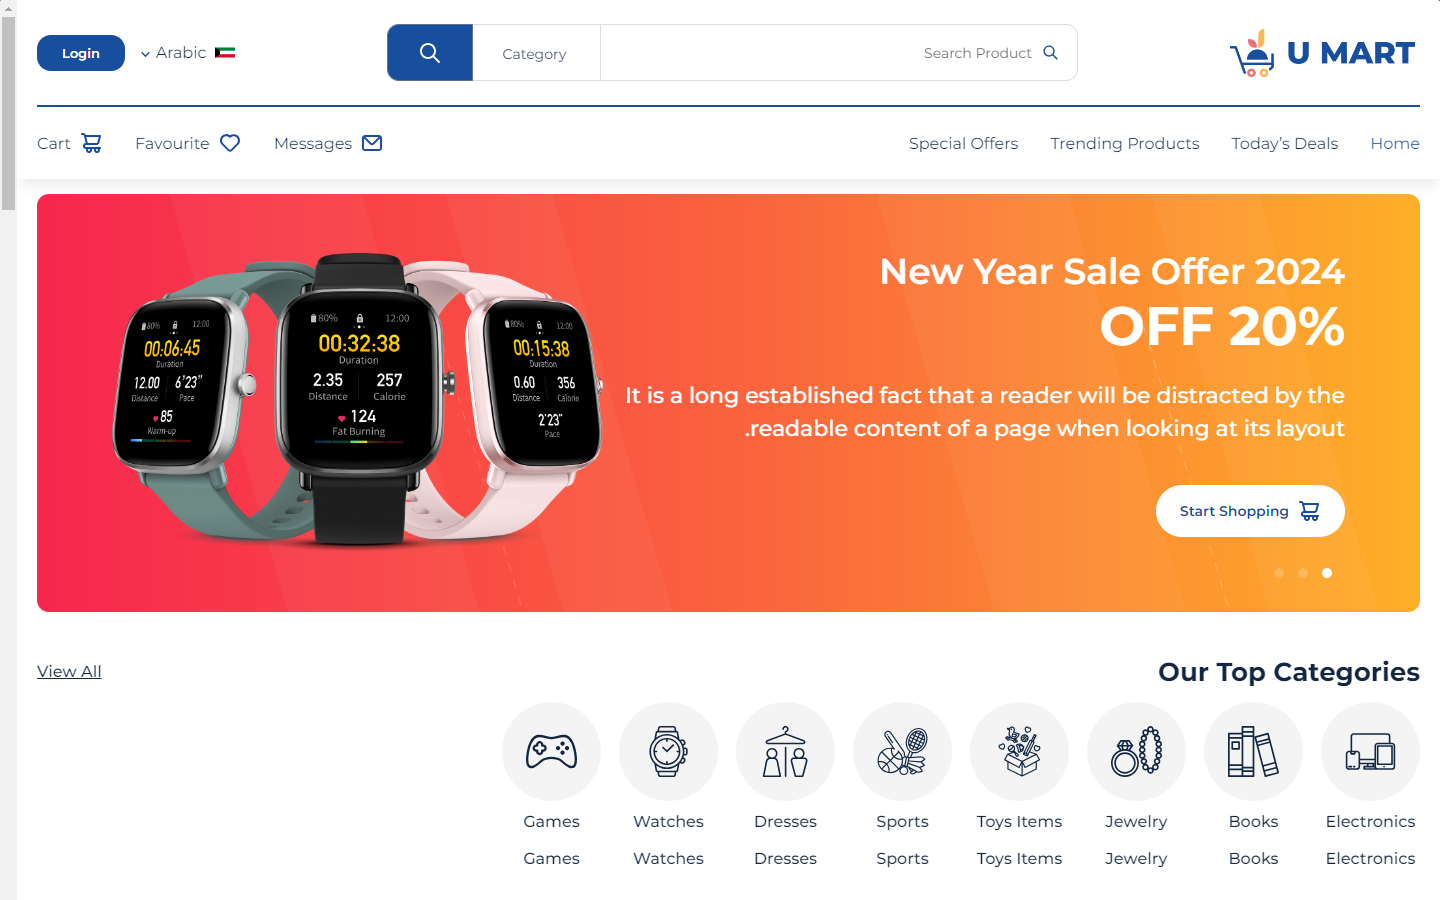 Login
Arabic
Category
Search Product
U MART
Cart
Favourite
Messages
Special Offers
Trending Products
Today's Deals
Home
New Year Sale Offer 2024
OFF 20%
It is a long established fact that a reader will be distracted by the
.readable content of a page when looking at its layout
Start Shopping
80% 12:00
00:06:45
Duration
12.00 6'23"
Distance Pace
85
Warm-up
80% 12:00
00:32:38
Duration
2.35 257
Distance Calorie
124
Fat Burning
80% 12:00
00:15:38
Duration
0.60 356
Distance Calorie
2'23"
Pace
View All
Our Top Categories
Games Watches Dresses Sports Toys Items Jewelry Books Electronics
Games Watches Dresses Sports Toys Items Jewelry Books Electronics